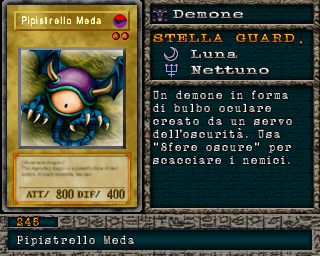 Pipistrello Meda
ATT/ 800 DIF/ 400
Demone
STELLA GUARD.
Luna
Nettuno
Un demone in forma
di bulbo oculare
creato da un servo
dell'oscurità. Usa
"Sfere oscure" per
scacciare i nemici.
245
Pipistrello Meda